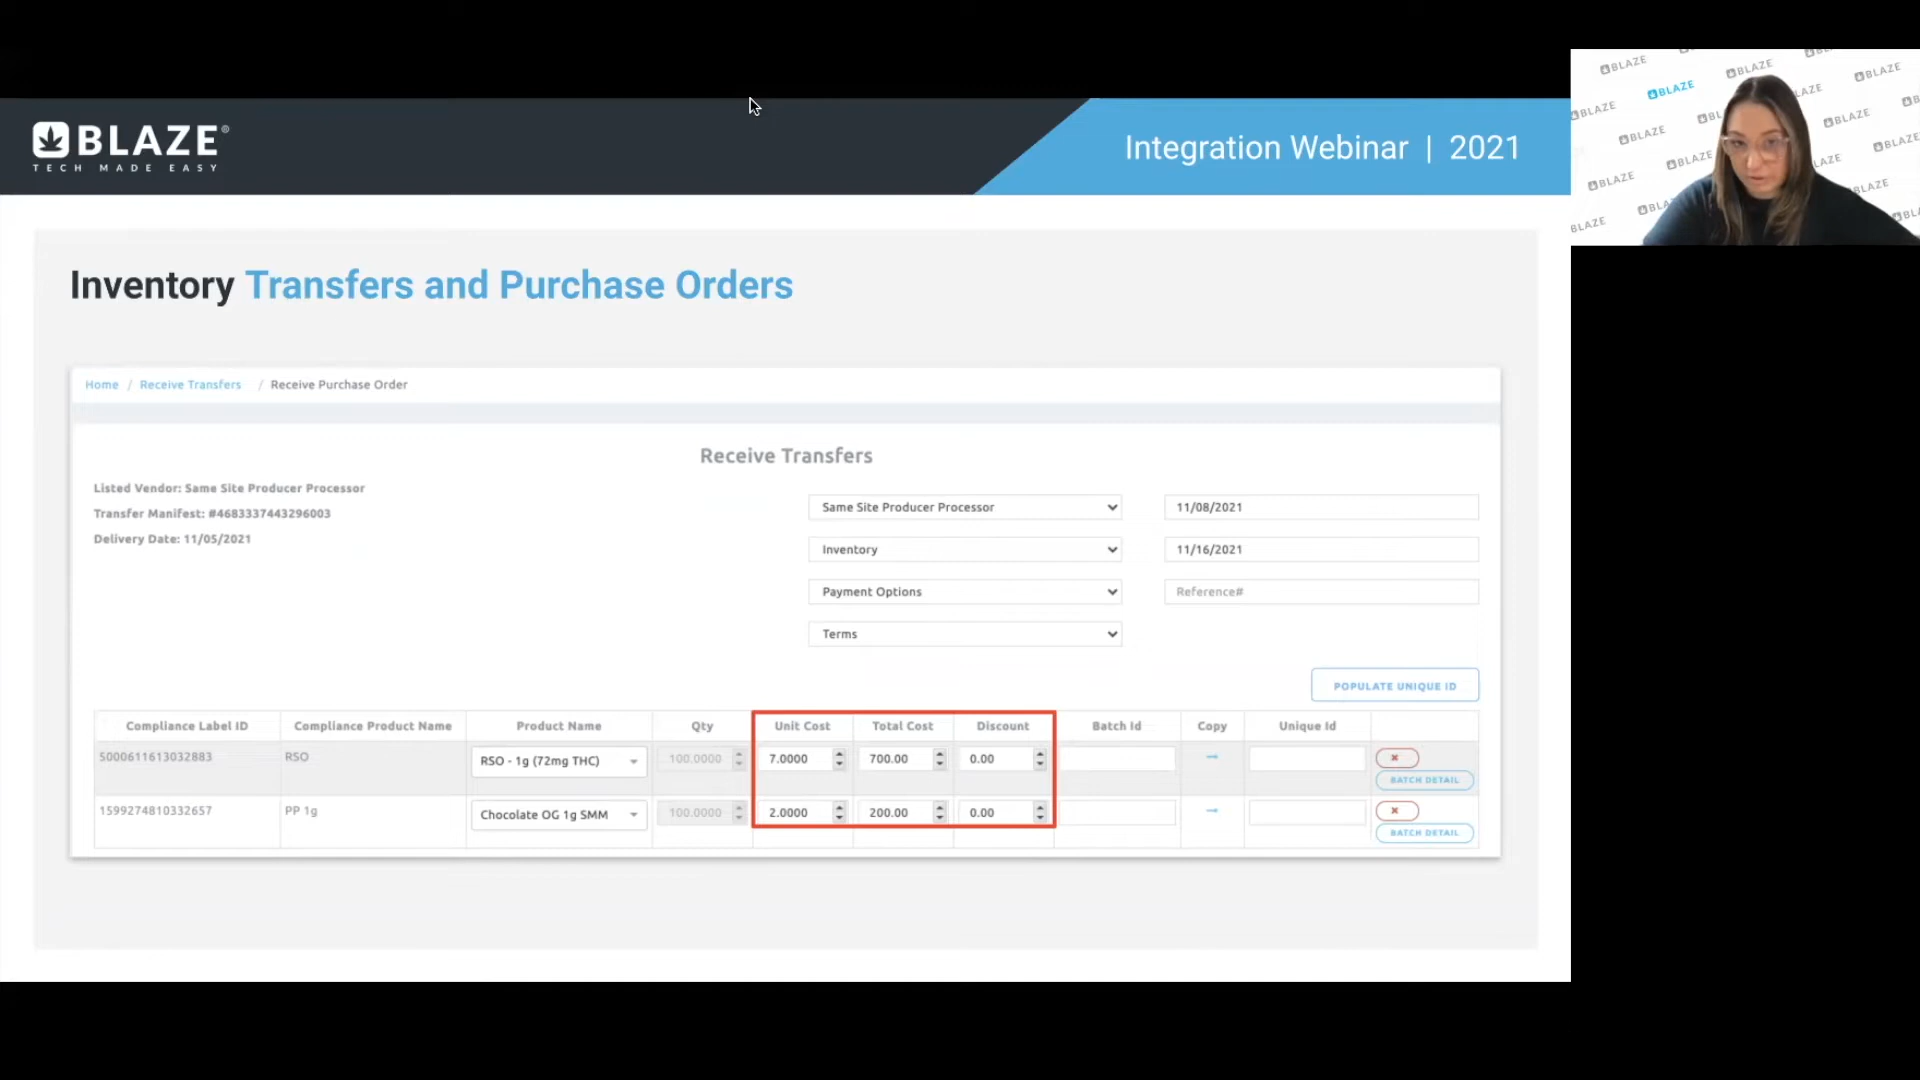 BLAZE®
TECH MADE EASY
Integration Webinar | 2021
BLAZE
Inventory Transfers and Purchase Orders
Home / Receive Transfers / Receive Purchase Order
Receive Transfers
Listed Vendor: Same Site Producer Processor
Transfer Manifest: #4683337443296003
Delivery Date: 11/05/2021
Same Site Producer Processor 11/08/2021
Inventory 11/16/2021
Payment Options Reference#
Terms
POPULATE UNIQUE ID
Compliance Label ID Compliance Product Name Product Name Qty Unit Cost Total Cost Discount Batch Id Copy Unique Id
5000611613032883 RSO RSO - 1g (72mg THC) 100.0000 7.0000 700.00 0.00
BATCH DETAIL
1599274810332657 PP 1g Chocolate OG 1g SMM 100.0000 2.0000 200.00 0.00
BATCH DETAIL